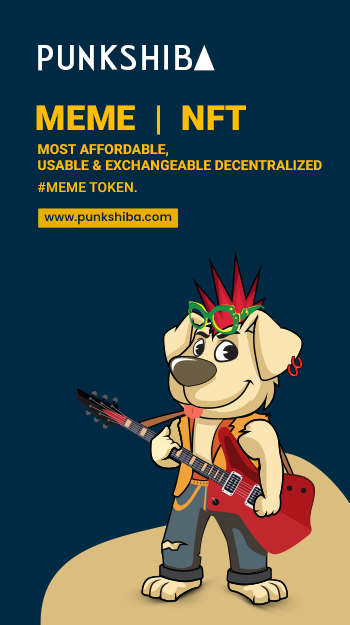 PUNKSHIBA
MEME | NFT
MOST AFFORDABLE,
USABLE & EXCHANGEABLE DECENTRALIZED
#MEME TOKEN.
www.punkshiba.com